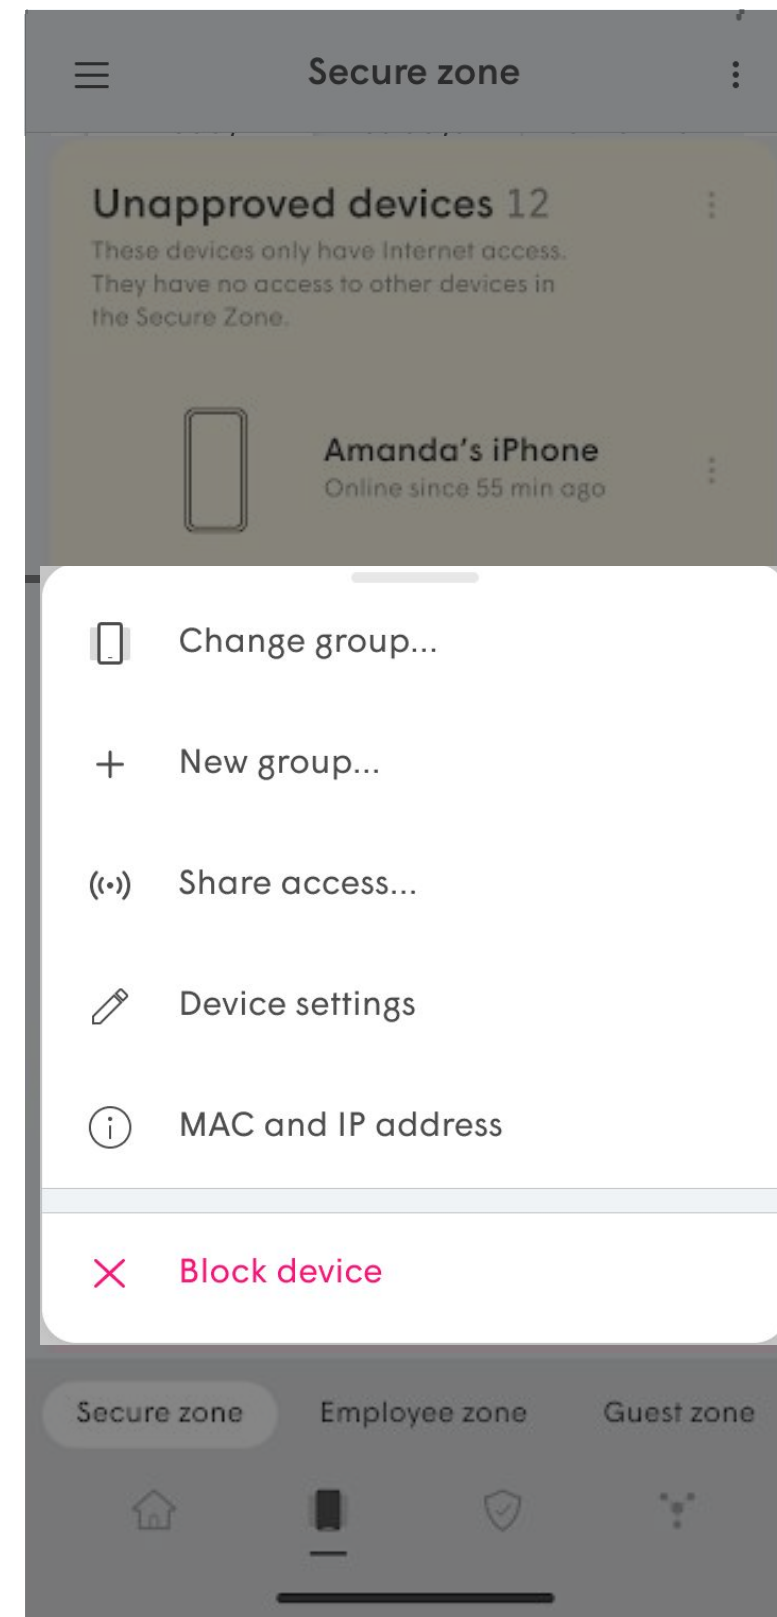 Secure zone
Unapproved devices 12
These devices only have Internet access.
They have no access to other devices in
the Secure Zone.
Amanda's iPhone
Online since 55 min ago
Change group...
New group...
Share access...
Device settings
MAC and IP address
Block device
Secure zone
Employee zone
Guest zone